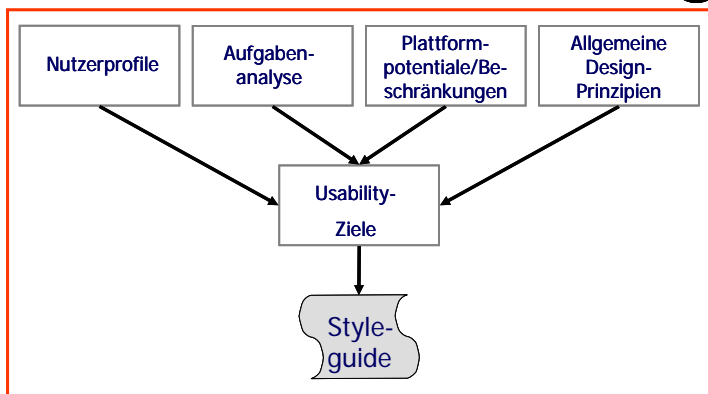 Nutzerprofile
Aufgaben-
analyse
Plattform-
potentiale/Be-
schränkungen
Allgemeine
Design-
Prinzipien
Usability-
Ziele
Style-
guide